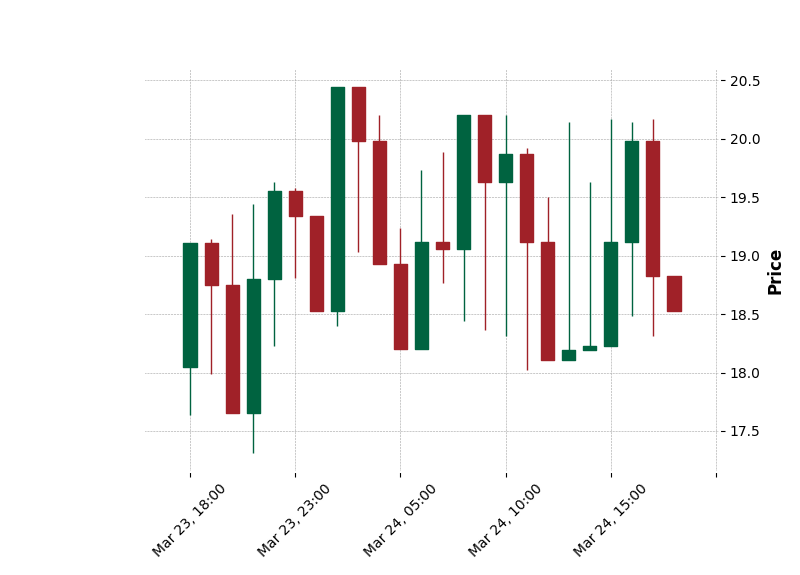 20.5
20.0
19.5
19.0
18.5
18.0
17.5
Price
Mar 23, 18:00
Mar 23, 23:00
Mar 24, 05:00
Mar 24, 10:00
Mar 24, 15:00